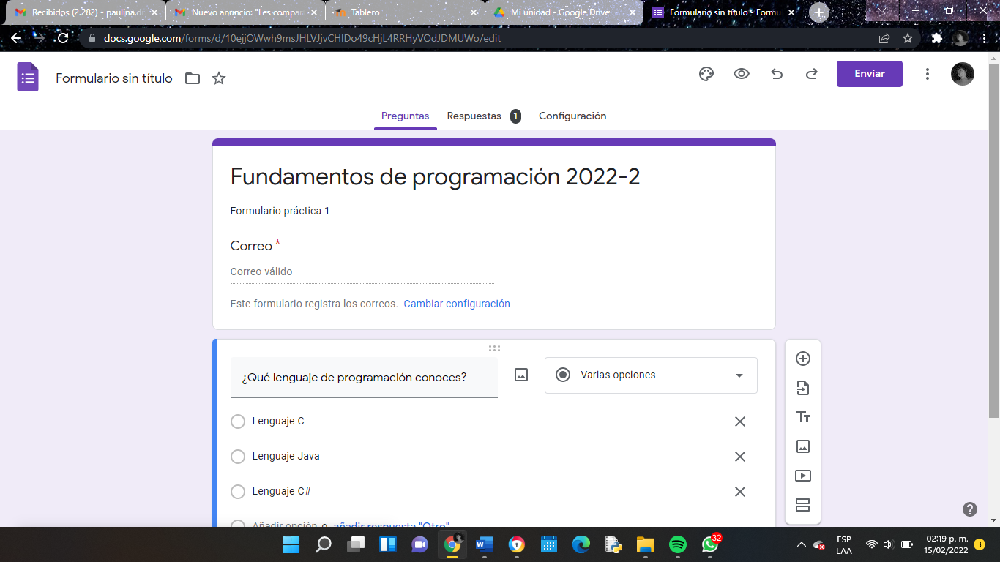 Recibidos (2.282) - paulina.d
Nuevo anuncio: "Les compar
Tablero
Mi unidad - Google Drive
Formulario sin título - Formu
docs.google.com/forms/d/10ejjOWwh9msJHLVJjvCHIDo49cHjL4RRHyVOdJDMUWo/edit
Formulario sin título
Enviar
Preguntas
Respuestas 1
Configuración
Fundamentos de programación 2022-2
Formulario práctica 1
Correo *
Correo válido
Este formulario registra los correos. Cambiar configuración
¿Qué lenguaje de programación conoces?
Varias opciones
Lenguaje C
Lenguaje Java
Lenguaje C#
Añadir opción o añadir respuesta "Otro"
32
ESP
LAA
02:19 p. m.
15/02/2022
3